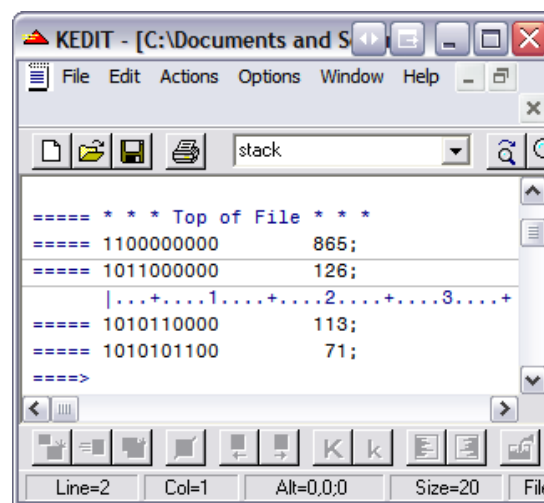 KEDIT - [C:\Documents and S
File Edit Actions Options Window Help
stack
===== * * * Top of File * * *
===== 1100000000 865;
===== 1011000000 126;
|...+....1....+....2....+....3....+
===== 1010110000 113;
===== 1010101100 71;
====>
K k
Line=2 Col=1 Alt=0,0;0 Size=20 File